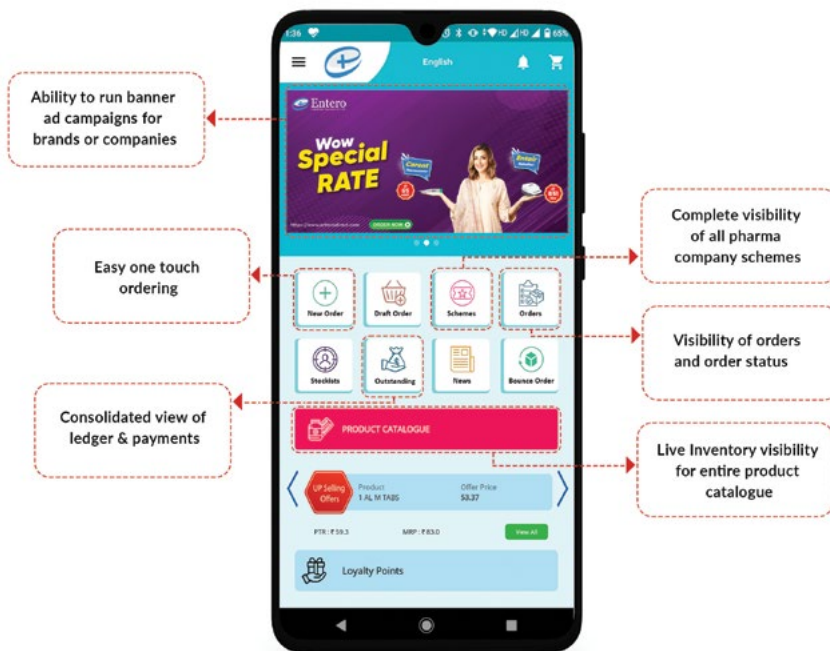 1:36
65%
English
Ability to run banner
ad campaigns for
brands or companies
Entero
Wow
Special
RATE
ORDER NOW
Complete visibility
of all pharma
company schemes
Easy one touch
ordering
New Order
Draft Order
Schemes
Orders
Visibility of orders
and order status
Stockists
Outstanding
News
Bounce Order
Consolidated view of
ledger & payments
PRODUCT CATALOGUE
Live Inventory visibility
for entire product
catalogue
UP Selling
Offers
Product
1 AL M TABS
Offer Price
53.37
PTR : ₹ 59.3
MRP : ₹ 83.0
View All
Loyalty Points